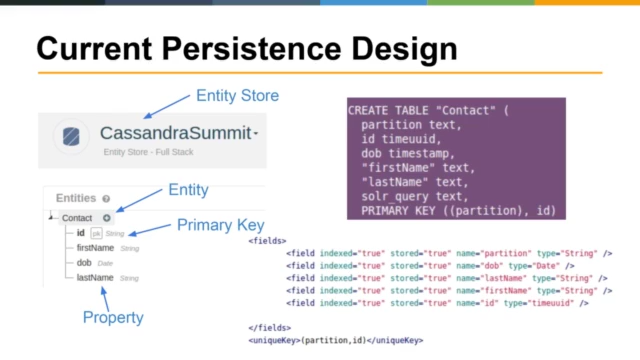 Current Persistence Design
Entity Store
CassandraSummit
Entity Store - Full Stack
Entities
Entity
Contact
Primary Key
id pk String
firstName String
dob Date
lastName String
Property
CREATE TABLE "Contact" (
partition text,
id timeuuid,
dob timestamp,
"firstName" text,
"lastName" text,
solr_query text,
PRIMARY KEY ((partition), id)
<fields>
<field indexed="true" stored="true" name="partition" type="String" />
<field indexed="true" stored="true" name="dob" type="Date" />
<field indexed="true" stored="true" name="lastName" type="String" />
<field indexed="true" stored="true" name="firstName" type="String" />
<field indexed="true" stored="true" name="id" type="timeuuid" />
</fields>
<uniqueKey>(partition,id)</uniqueKey>